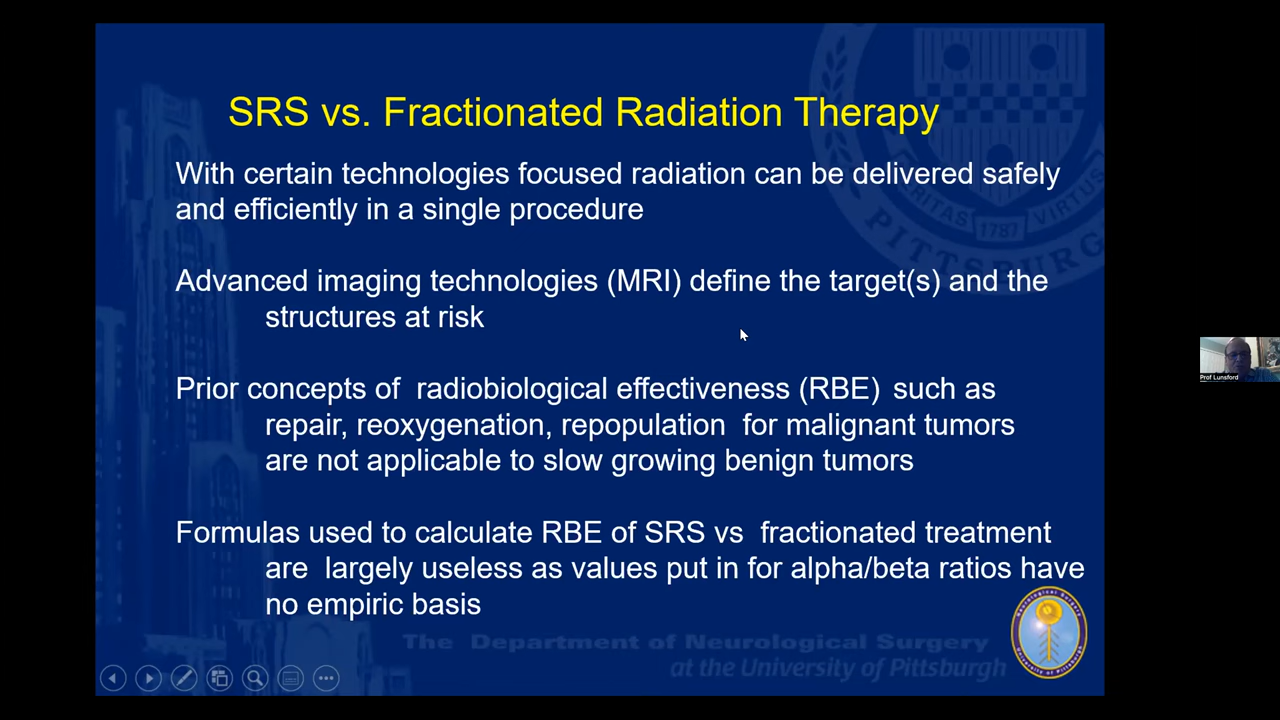 SRS vs. Fractionated Radiation Therapy
With certain technologies focused radiation can be delivered safely
and efficiently in a single procedure
Advanced imaging technologies (MRI) define the target(s) and the
structures at risk
Prior concepts of radiobiological effectiveness (RBE) such as
repair, reoxygenation, repopulation for malignant tumors
are not applicable to slow growing benign tumors
Formulas used to calculate RBE of SRS vs fractionated treatment
are largely useless as values put in for alpha/beta ratios have
no empiric basis
The Department of Neurological Surgery
at the University of Pittsburgh
VERITAS 1787 VIRTUS
PITTSBURGH
Prof Lunsford